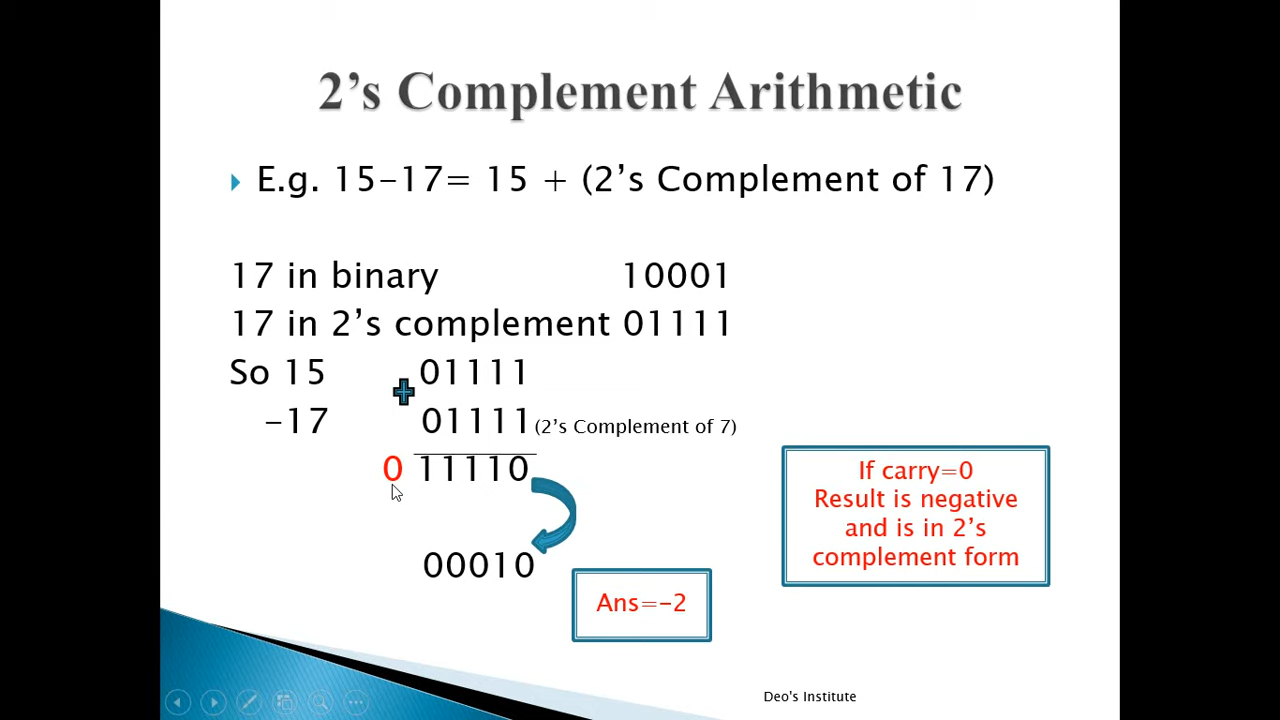 2's Complement Arithmetic
E.g. 15-17= 15 + (2's Complement of 17)
17 in binary 10001
17 in 2's complement 01111
So 15 + 01111
-17 01111 (2's Complement of 7)
0 11110
00010
Ans=-2
If carry=0
Result is negative
and is in 2's
complement form
Deo's Institute